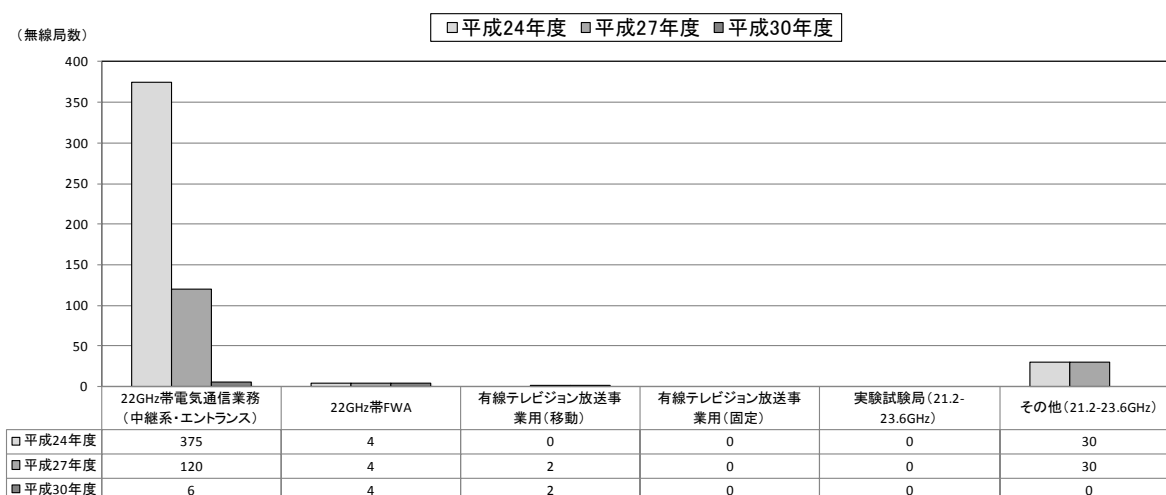 □平成24年度 ■平成27年度 ■平成30年度
(無線局数)
400
350
300
250
200
150
100
50
0
22GHz帯電気通信業務
(中継系・エントランス)
22GHz帯FWA
有線テレビジョン放送事
業用(移動)
有線テレビジョン放送事
業用(固定)
実験試験局(21.2-
23.6GHz)
その他(21.2-23.6GHz)
□平成24年度 375 4 0 0 0 30
■平成27年度 120 4 2 0 0 30
■平成30年度 6 4 2 0 0 0